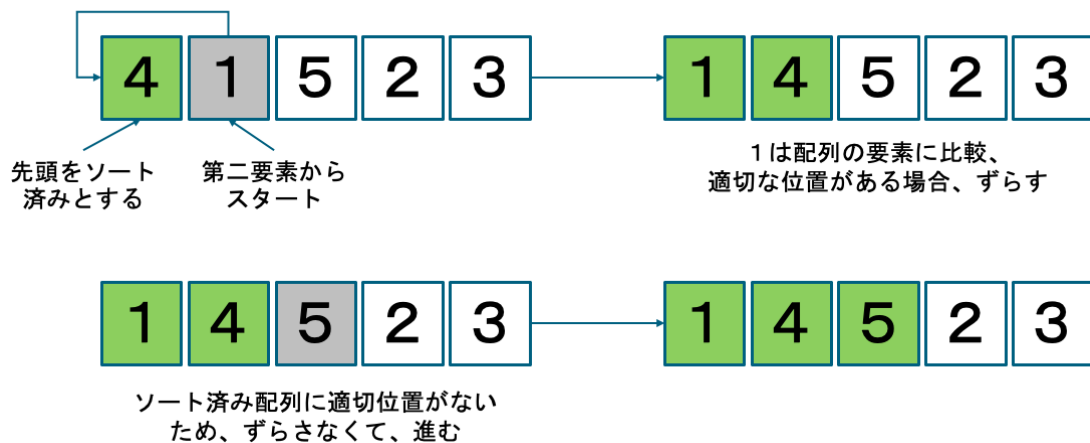 4 1 5 2 3
1 4 5 2 3
先頭をソート
済みとする
第二要素から
スタート
１は配列の要素に比較、
適切な位置がある場合、ずらす
1 4 5 2 3
1 4 5 2 3
ソート済み配列に適切位置がない
ため、ずらさなくて、進む